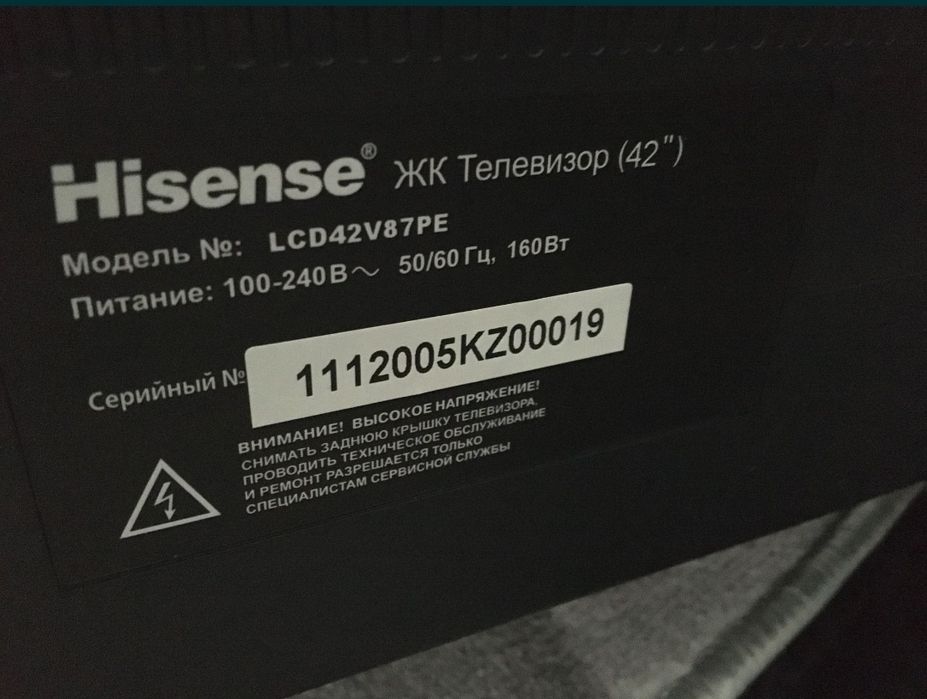 Hisense® ЖК Телевизор (42")
Модель №: LCD42V87PE
Питание: 100-240В～ 50/60 Гц, 160Вт
Серийный № 1112005KZ00019
ВНИМАНИЕ! ВЫСОКОЕ НАПРЯЖЕНИЕ!
СНИМАТЬ ЗАДНЮЮ КРЫШКУ ТЕЛЕВИЗОРА,
ПРОВОДИТЬ ТЕХНИЧЕСКОЕ ОБСЛУЖИВАНИЕ
И РЕМОНТ РАЗРЕШАЕТСЯ ТОЛЬКО
СПЕЦИАЛИСТАМ СЕРВИСНОЙ СЛУЖБЫ